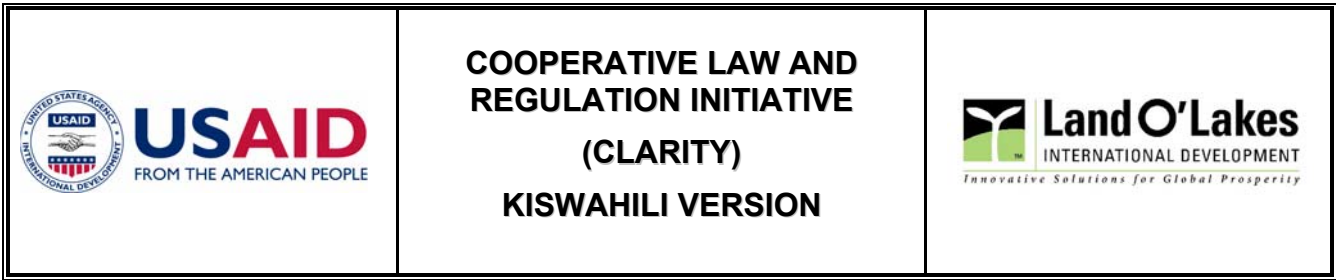 UNITED STATES AGENCY
USAID
INTERNATIONAL DEVELOPMENT
USAID
FROM THE AMERICAN PEOPLE
COOPERATIVE LAW AND
REGULATION INITIATIVE
(CLARITY)
KISWAHILI VERSION
Land O'Lakes
TM
INTERNATIONAL DEVELOPMENT
Innovative Solutions for Global Prosperity